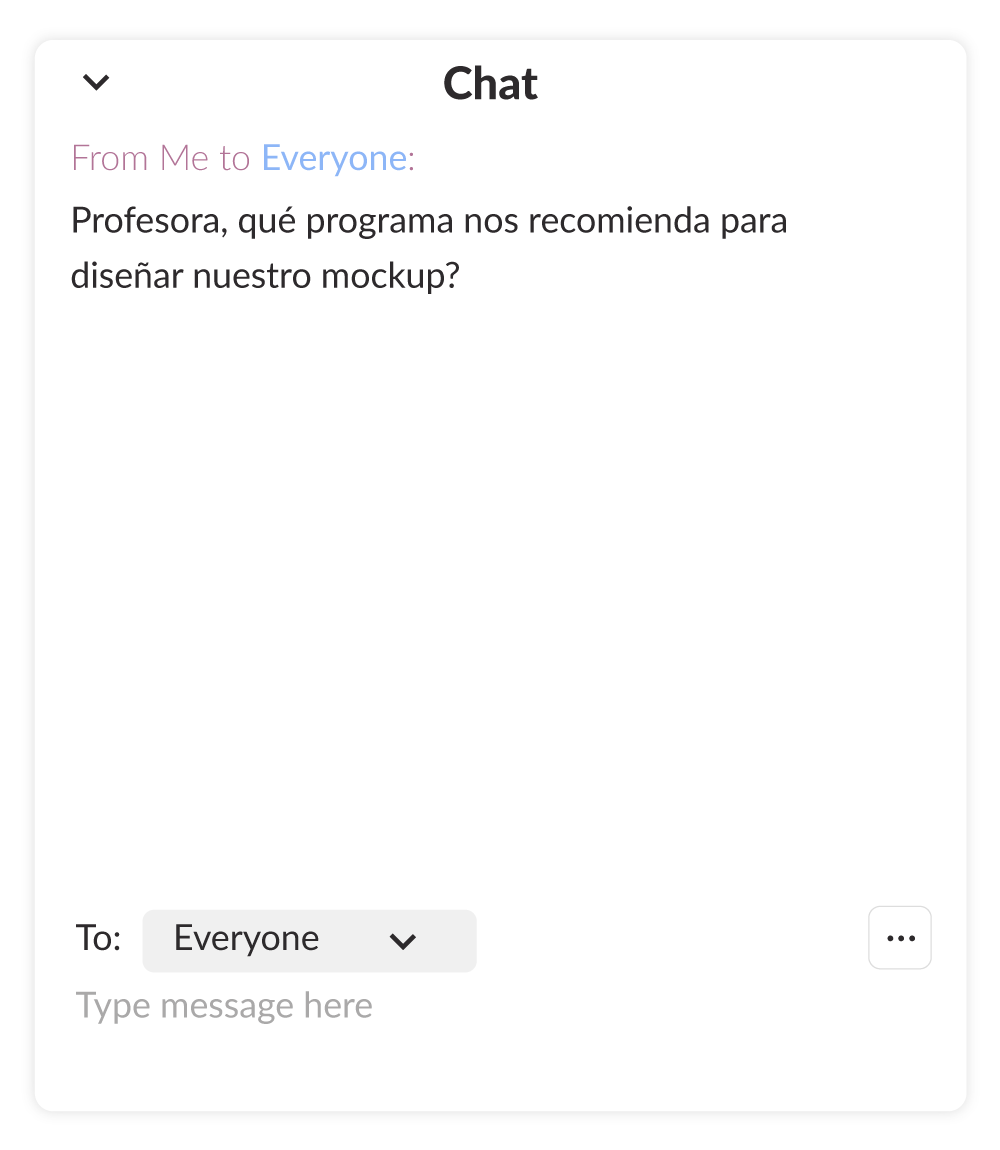 Chat
From Me to Everyone:
Profesora, qué programa nos recomienda para
diseñar nuestro mockup?
To: Everyone
Type message here